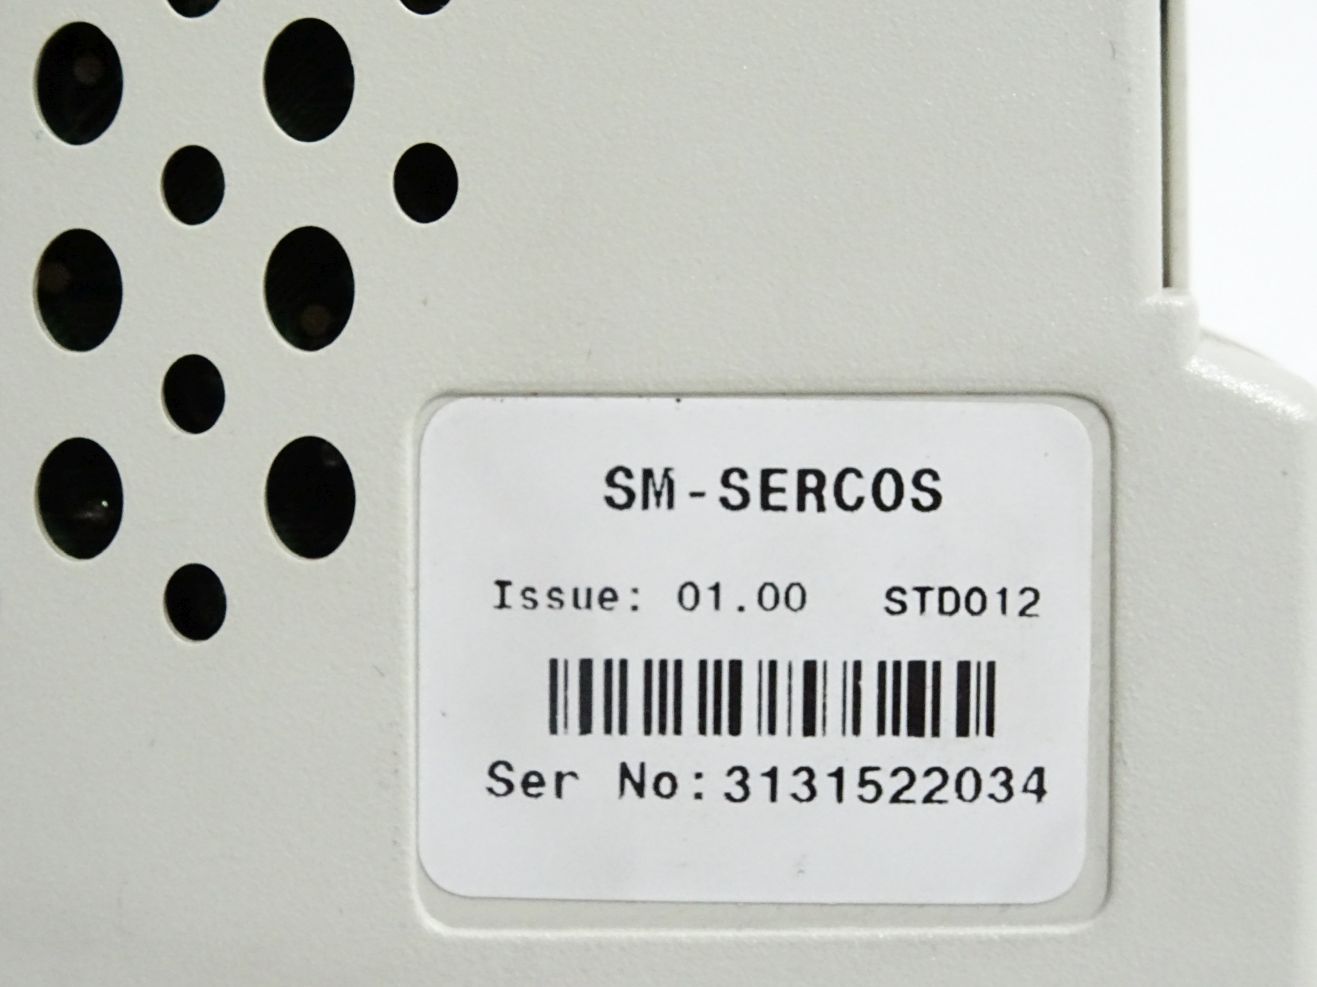 SM-SERCOS
Issue: 01.00 STD012
Ser No:3131522034